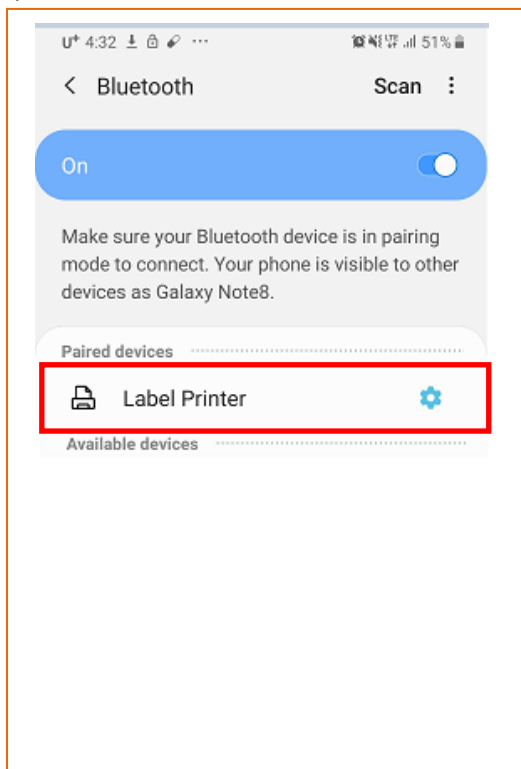 U+ 4:32 ... 51%
Bluetooth Scan
On
Make sure your Bluetooth device is in pairing
mode to connect. Your phone is visible to other
devices as Galaxy Note8.
Paired devices
Label Printer
Available devices